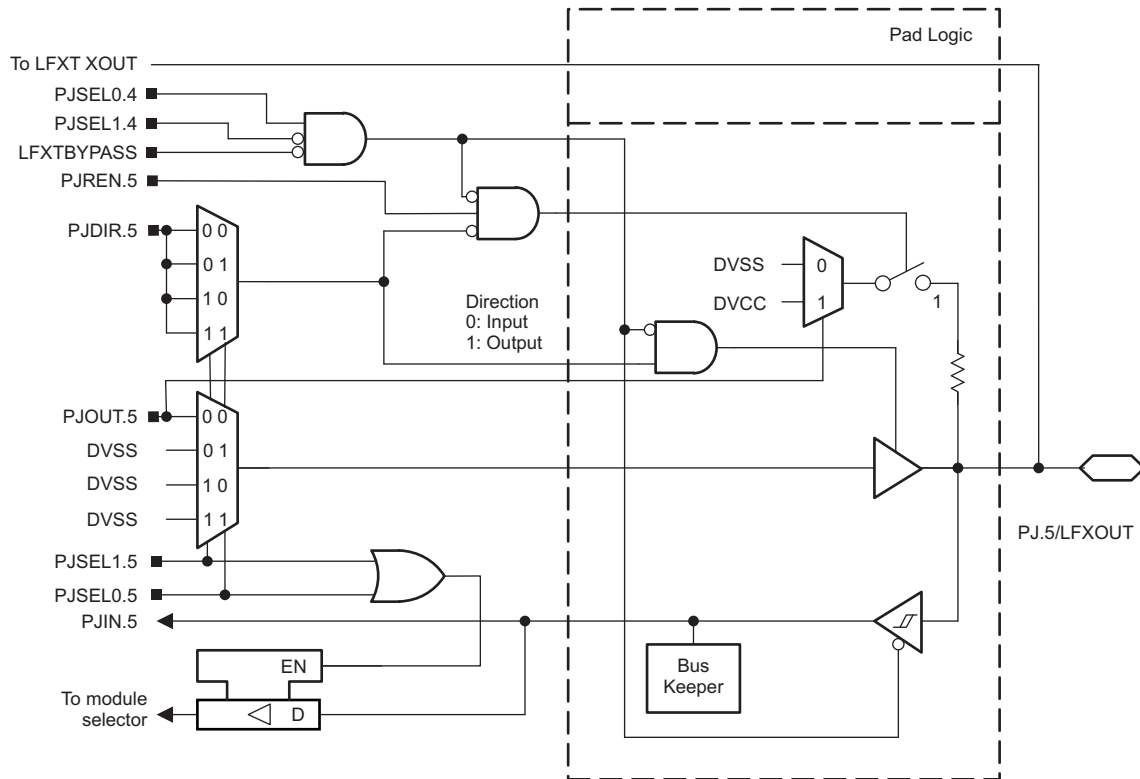 Pad Logic
To LFXT XOUT
PJSEL0.4
PJSEL1.4
LFXTBYPASS
PJREN.5
PJDIR.5
0 0
0 1
1 0
1 1
Direction
0: Input
1: Output
DVSS
0
DVCC
1
1
PJOUT.5
0 0
DVSS
0 1
DVSS
1 0
DVSS
1 1
PJ.5/LFXOUT
PJSEL1.5
PJSEL0.5
PJIN.5
Bus
Keeper
EN
D
To module
selector